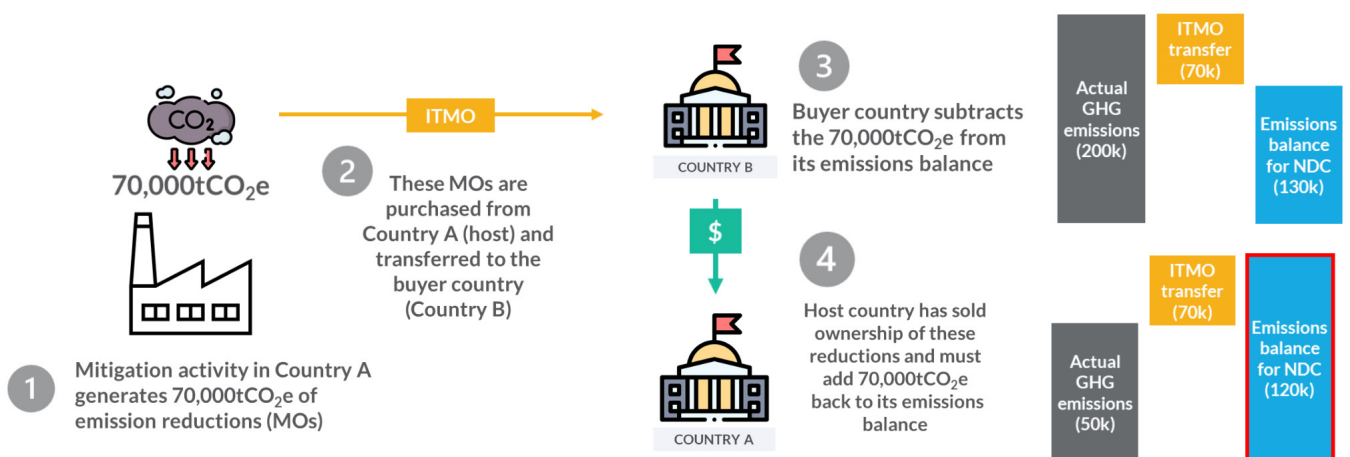 CO2
70,000tCO2e
1
Mitigation activity in Country A
generates 70,000tCO2e of
emission reductions (MOs)
ITMO
2
These MOs are
purchased from
Country A (host) and
transferred to the
buyer country
(Country B)
COUNTRY B
3
Buyer country subtracts
the 70,000tCO2e from
its emissions balance
$
COUNTRY A
4
Host country has sold
ownership of these
reductions and must
add 70,000tCO2e
back to its emissions
balance
Actual
GHG
emissions
(200k)
ITMO
transfer
(70k)
Emissions
balance
for NDC
(130k)
Actual
GHG
emissions
(50k)
ITMO
transfer
(70k)
Emissions
balance
for NDC
(120k)